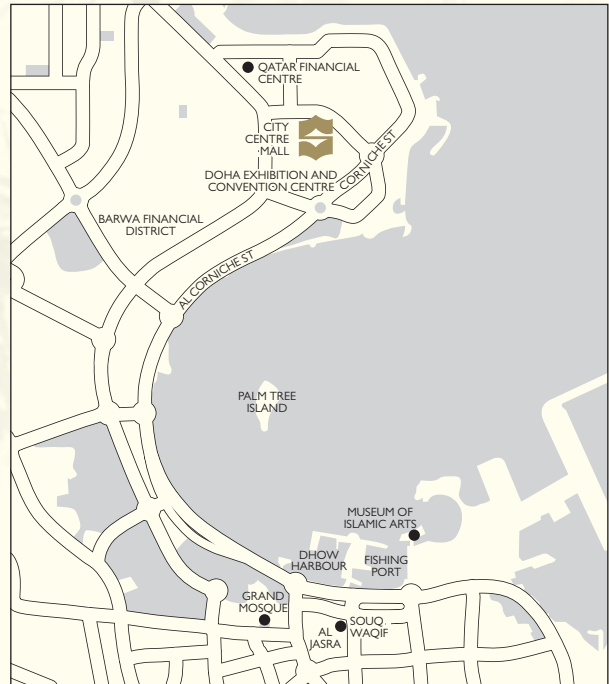 QATAR FINANCIAL
CENTRE
CITY
CENTRE
MALL
DOHA EXHIBITION AND
CONVENTION CENTRE
CORNICHE ST
BARWA FINANCIAL
DISTRICT
AL CORNICHE ST
PALM TREE
ISLAND
MUSEUM OF
ISLAMIC ARTS
DHOW
HARBOUR
FISHING
PORT
GRAND
MOSQUE
SOUQ
WAQIF
AL
JASRA